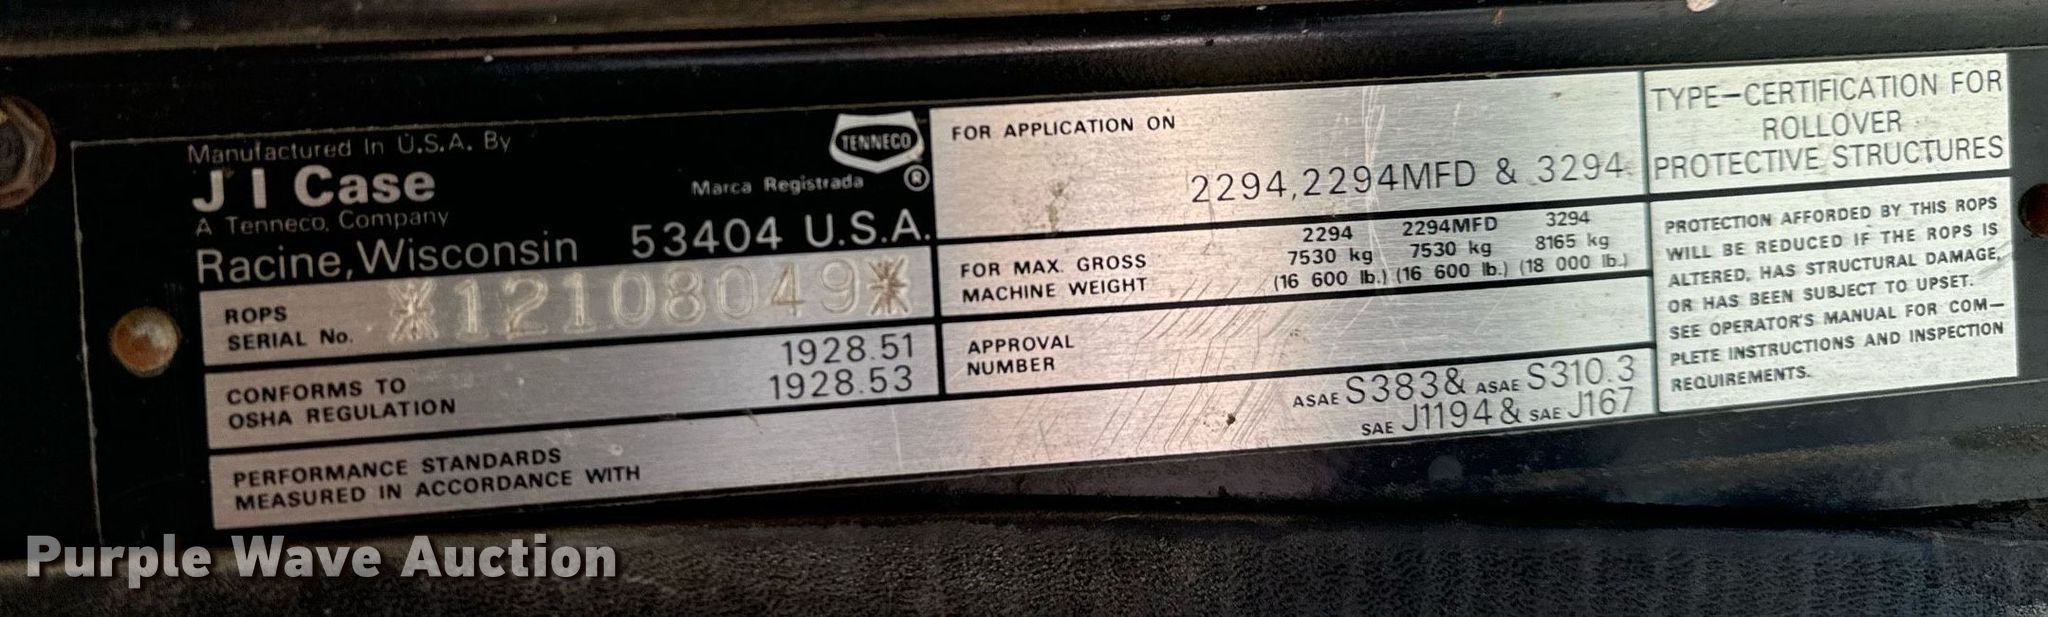 Manufactured In U.S.A. By
J I Case
A Tenneco Company
Racine, Wisconsin 53404 U.S.A.
TENNECO
®
Marca Registrada
ROPS
SERIAL No.
*12108049*
CONFORMS TO
OSHA REGULATION
1928.51
1928.53
PERFORMANCE STANDARDS
MEASURED IN ACCORDANCE WITH
ASAE S383& ASAE S310.3
SAE J1194 & SAE J167
FOR APPLICATION ON
2294,2294MFD & 3294
FOR MAX. GROSS
MACHINE WEIGHT
2294 2294MFD 3294
7530 kg 7530 kg 8165 kg
(16 600 lb.) (16 600 lb.) (18 000 lb.)
APPROVAL
NUMBER
TYPE-CERTIFICATION FOR
ROLLOVER
PROTECTIVE STRUCTURES
PROTECTION AFFORDED BY THIS ROPS
WILL BE REDUCED IF THE ROPS IS
ALTERED, HAS STRUCTURAL DAMAGE,
OR HAS BEEN SUBJECT TO UPSET.
SEE OPERATOR'S MANUAL FOR COM-
PLETE INSTRUCTIONS AND INSPECTION
REQUIREMENTS.
Purple Wave Auction